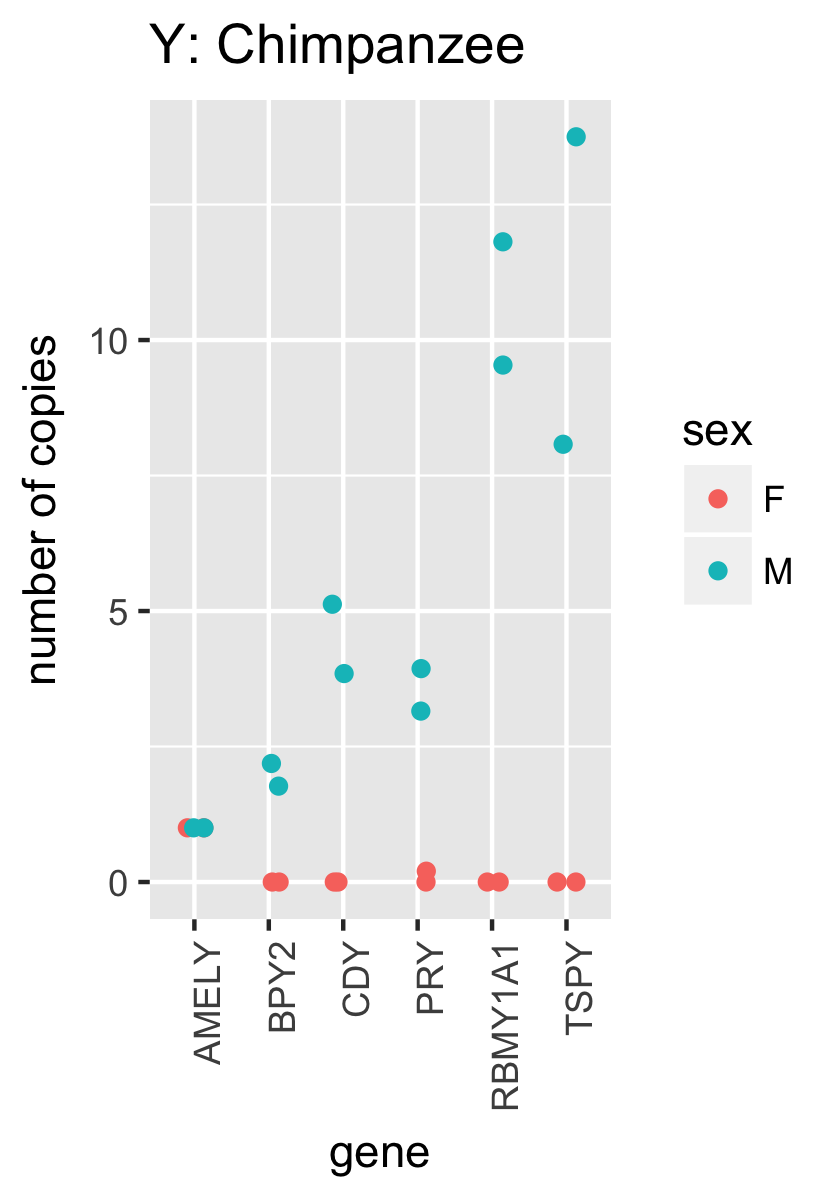 Y: Chimpanzee
number of copies
10
5
0
AMELY
BPY2
CDY
PRY
RBMY1A1
TSPY
gene
sex
F
M